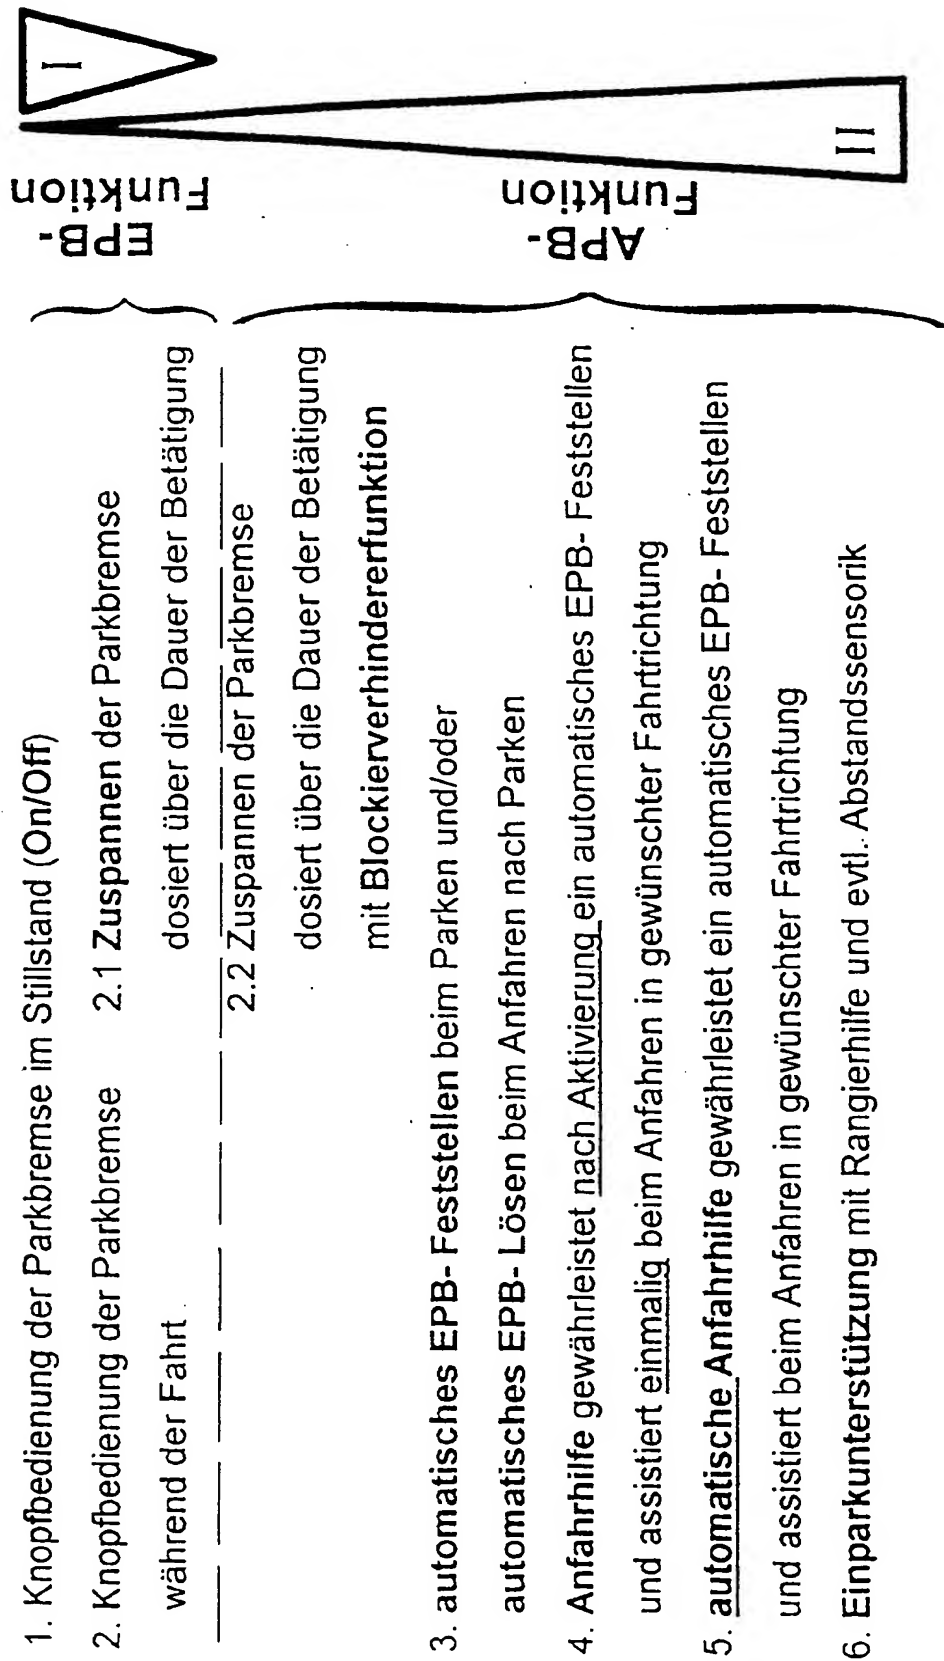 1. Knopfbedienung der Parkbremse im Stillstand (On/Off)
2. Knopfbedienung der Parkbremse 2.1 Zuspannen der Parkbremse
während der Fahrt dosiert über die Dauer der Betätigung
2.2 Zuspannen der Parkbremse
dosiert über die Dauer der Betätigung
mit Blockierverhindererfunktion
3. automatisches EPB- Feststellen beim Parken und/oder
automatisches EPB- Lösen beim Anfahren nach Parken
4. Anfahrhilfe gewährleistet nach Aktivierung ein automatisches EPB- Feststellen
und assistiert einmalig beim Anfahren in gewünschter Fahrtrichtung
5. automatische Anfahrhilfe gewährleistet ein automatisches EPB- Feststellen
und assistiert beim Anfahren in gewünschter Fahrtrichtung
6. Einparkunterstützung mit Rangierhilfe und evtl. Abstandssensorik
EPB-
Funktion
APB-
Funktion
I
II